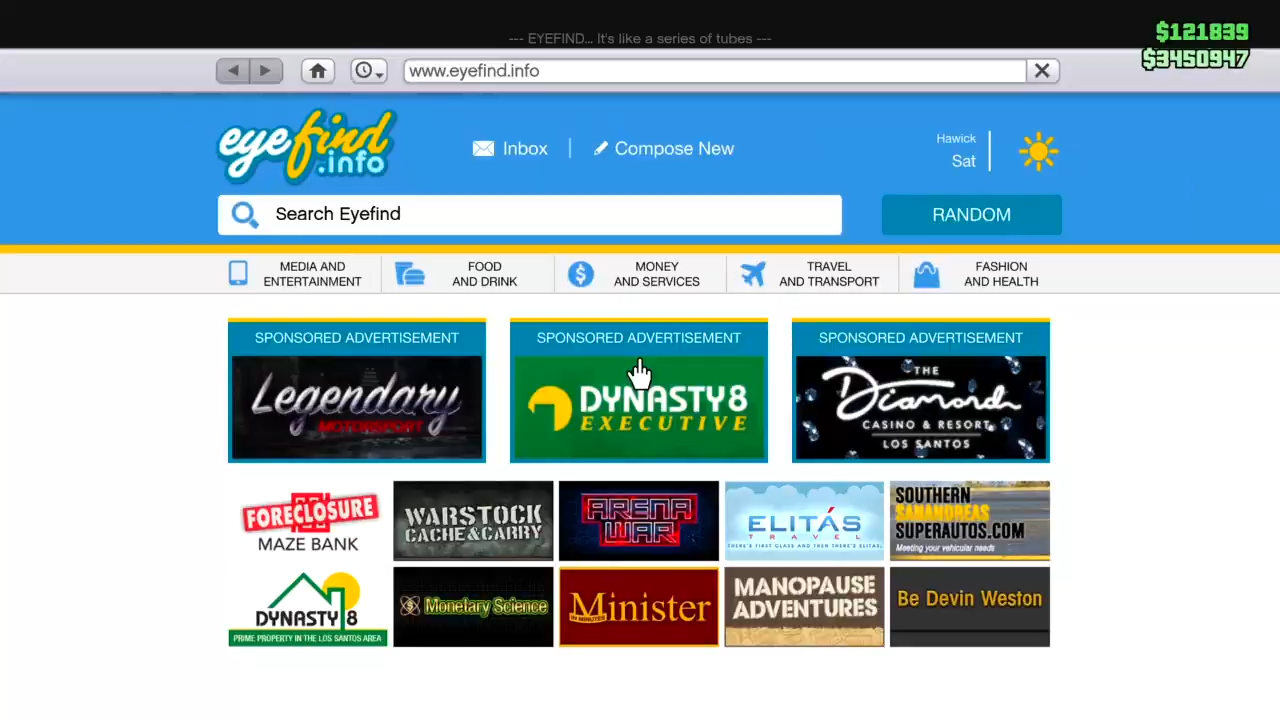 --- EYEFIND... It's like a series of tubes ---
$121839
$3450947
www.eyefind.info
eyefind
.info
Inbox
Compose New
Hawick
Sat
Search Eyefind
RANDOM
MEDIA AND
ENTERTAINMENT
FOOD
AND DRINK
MONEY
AND SERVICES
TRAVEL
AND TRANSPORT
FASHION
AND HEALTH
SPONSORED ADVERTISEMENT
Legendary
MOTORSPORT
SPONSORED ADVERTISEMENT
DYNASTY 8
EXECUTIVE
SPONSORED ADVERTISEMENT
THE
Diamond
CASINO & RESORT
LOS SANTOS
FORECLOSURE
MAZE BANK
WARSTOCK
CACHE & CARRY
ARENA
WAR
ELITÁS
TRAVEL
THERE'S FIRST CLASS AND THEN THERE'S ELITAS
SOUTHERN
SANANDREAS
SUPERAUTOS.COM
Meeting your vehicular needs
DYNASTY 8
PRIME PROPERTY IN THE LOS SANTOS AREA
Monetary Science
Minister
IN MINUTES
MANOPAUSE
ADVENTURES
Be Devin Weston